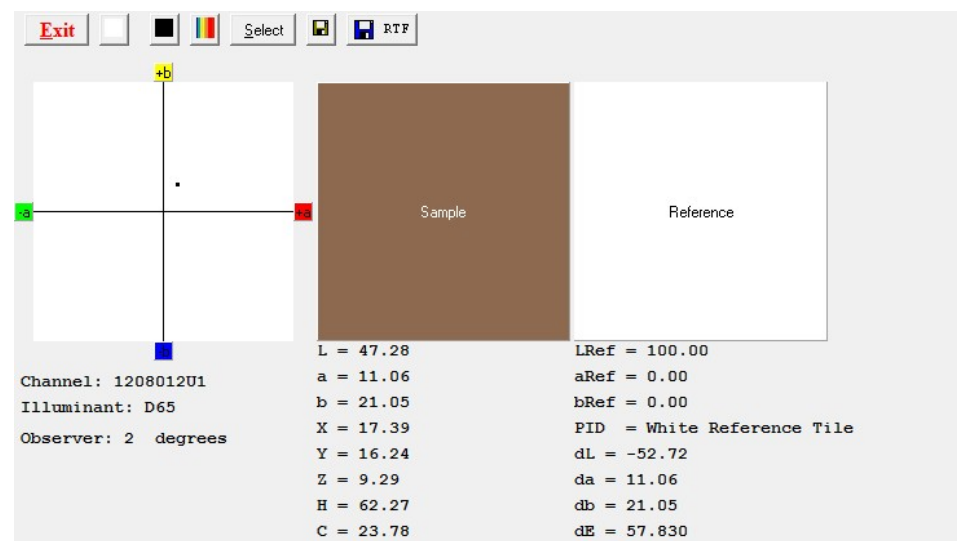 Exit
Select
RTF
+b
-a
+a
-b
Sample
Reference
Channel: 1208012U1
Illuminant: D65
Observer: 2 degrees
L = 47.28
a = 11.06
b = 21.05
X = 17.39
Y = 16.24
Z = 9.29
H = 62.27
C = 23.78
LRef = 100.00
aRef = 0.00
bRef = 0.00
PID = White Reference Tile
dL = -52.72
da = 11.06
db = 21.05
dE = 57.830